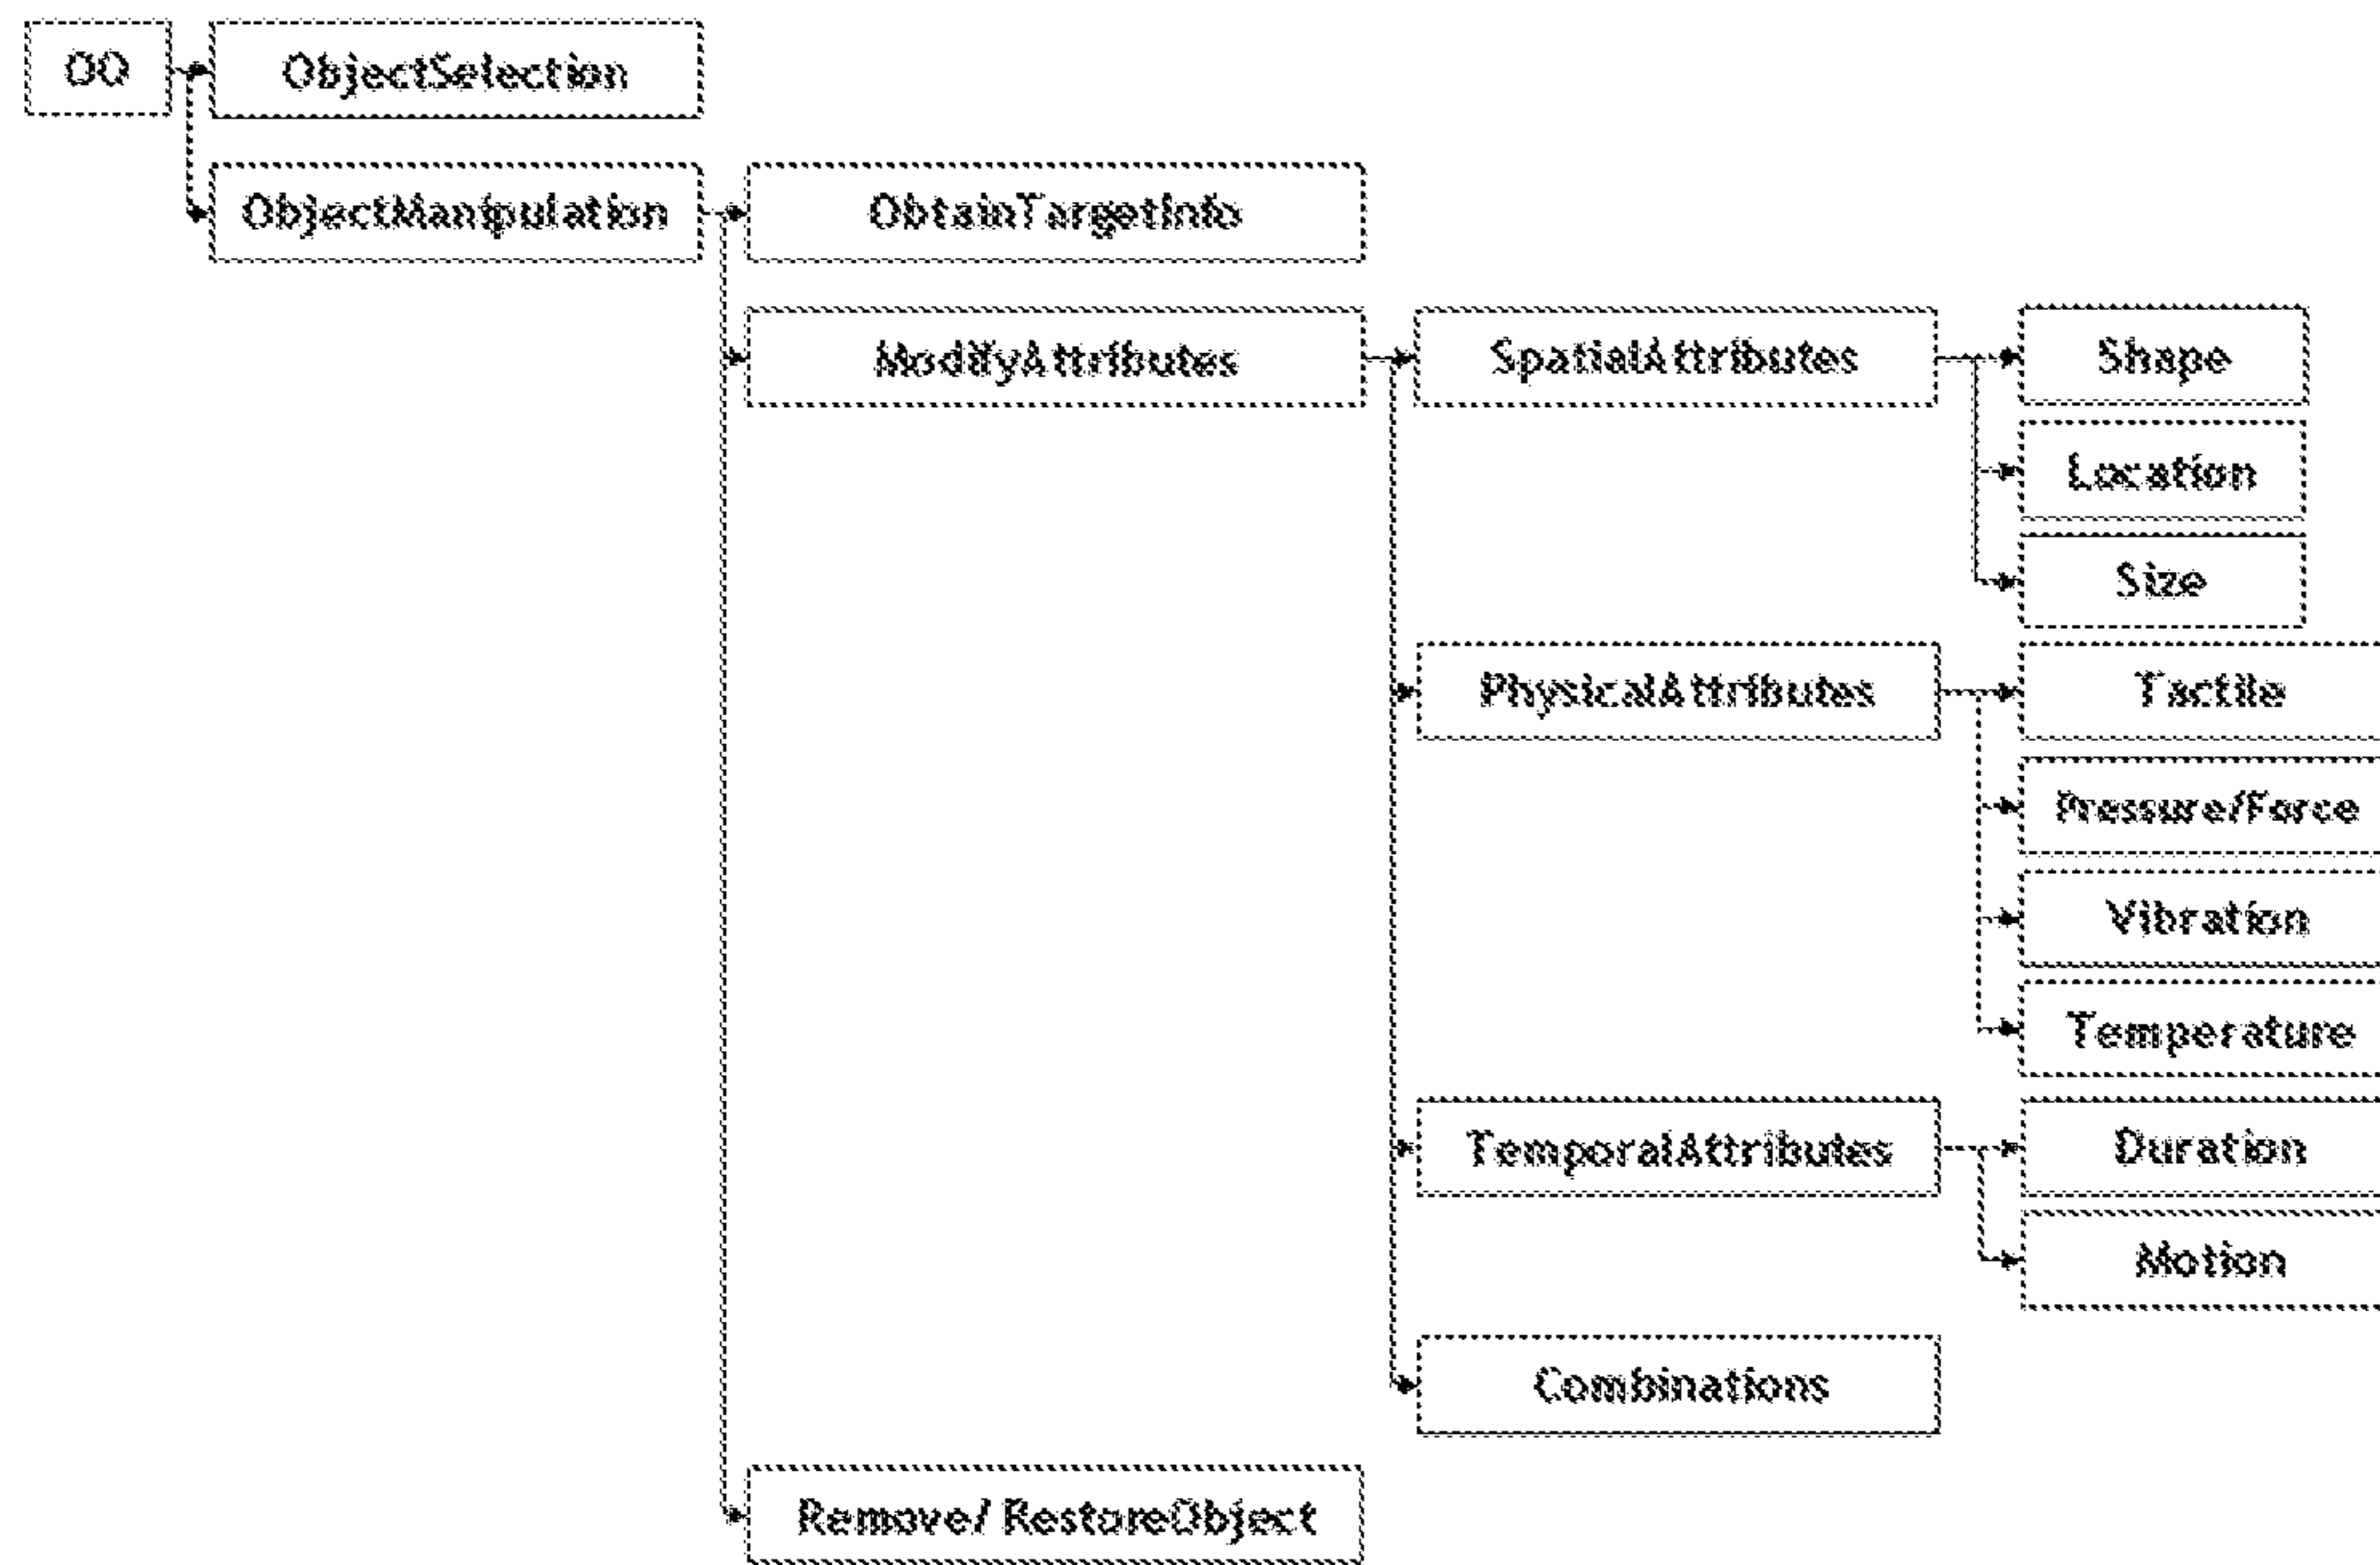 OQ
ObjectSelection
ObjectManipulation
ObtainTargetInfo
ModifyAttributes
SpatialAttributes
Shape
Location
Size
PhysicalAttributes
Tactile
Pressure/Force
Vibration
Temperature
TemporalAttributes
Duration
Motion
Combinations
Remove/ RestoreObject